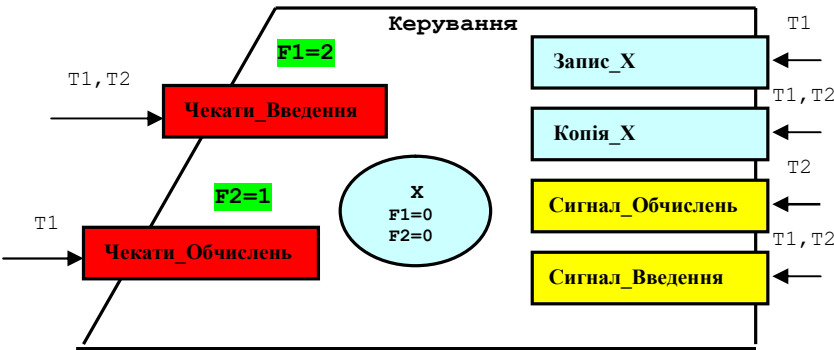 Керування
T1
F1=2
Запис_X
T1,T2
T1,T2
Чекати_Введення
Копія_X
T2
F2=1
X
F1=0
F2=0
Сигнал_Обчислень
T1
T1,T2
Чекати_Обчислень
Сигнал_Введення